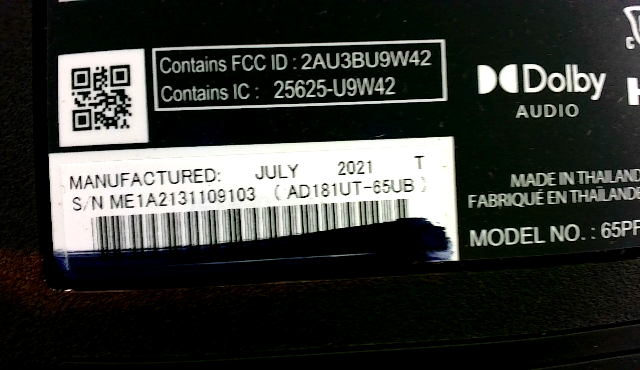 Contains FCC ID : 2AU3BU9W42
Contains IC : 25625-U9W42
Dolby
AUDIO
MANUFACTURED: JULY 2021 T
S/N ME1A2131109103 ( AD181UT-65UB )
MADE IN THAILAND
FABRIQUÉ EN THAÏLANDE
MODEL NO. : 65PF